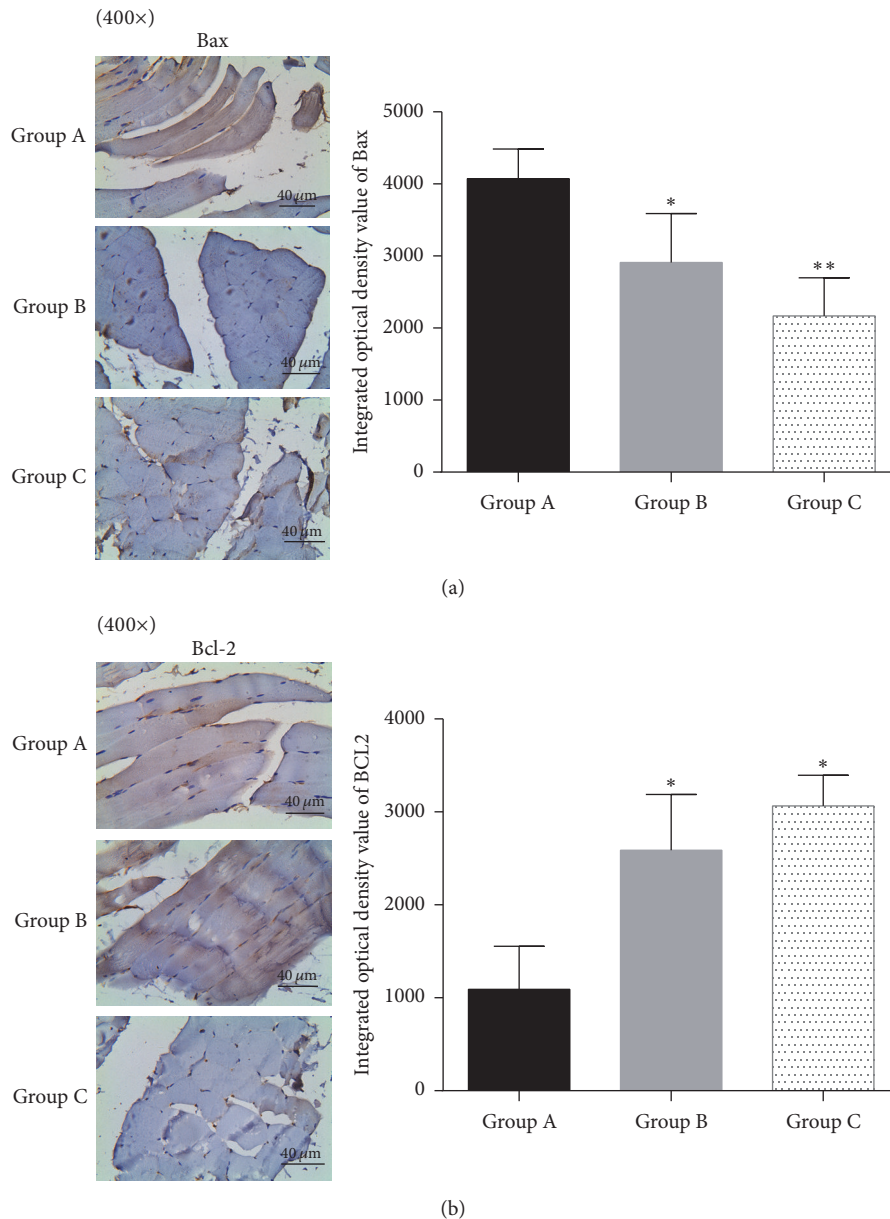 (400×)
Bax
Group A
40 μm
Group B
40 μm
Group C
40 μm
Integrated optical density value of Bax
5000
4000
3000
2000
1000
0
*
**
Group A
Group B
Group C
(a)
(400×)
Bcl-2
Group A
40 μm
Group B
40 μm
Group C
40 μm
Integrated optical density value of BCL2
4000
3000
2000
1000
0
*
*
Group A
Group B
Group C
(b)